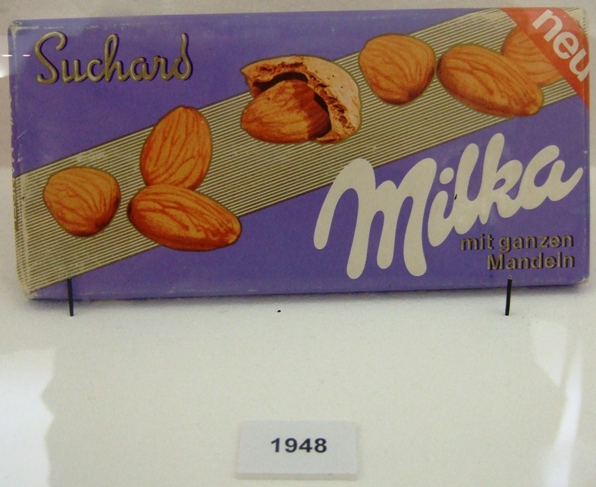 Suchard
neu
Milka
mit ganzen
Mandeln
1948